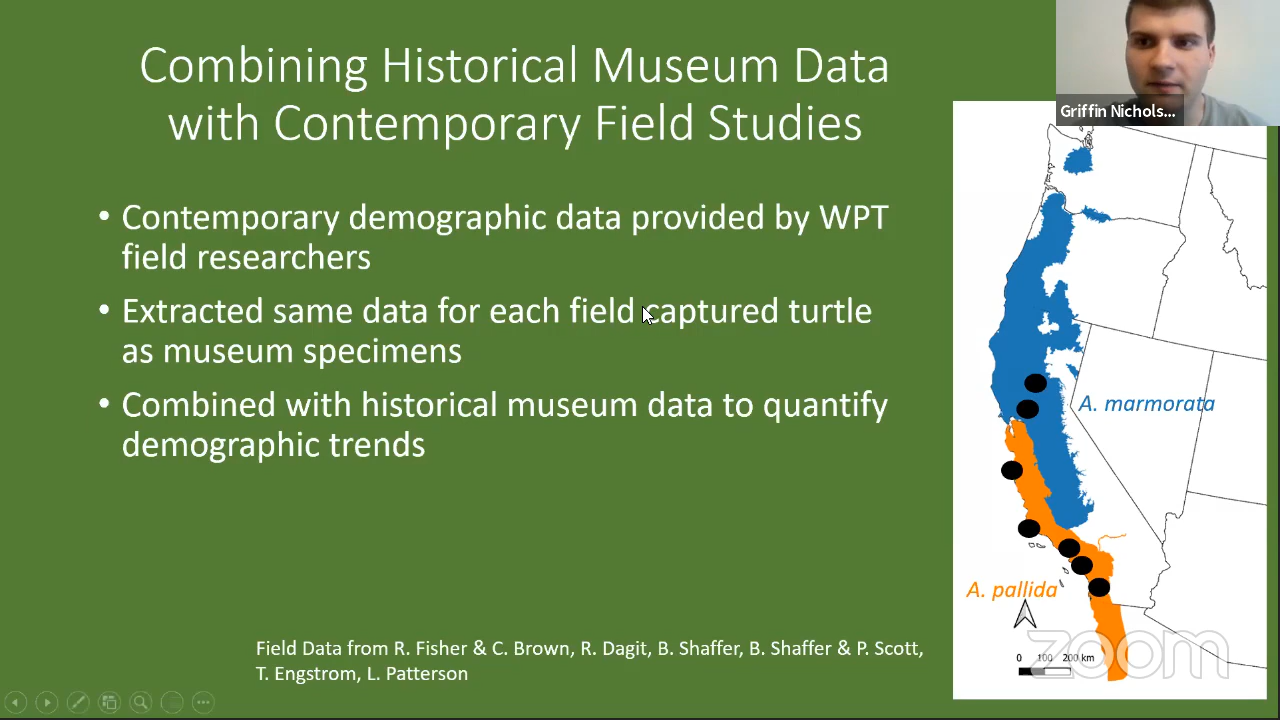 Combining Historical Museum Data
with Contemporary Field Studies
Griffin Nichols...
• Contemporary demographic data provided by WPT
field researchers
• Extracted same data for each field captured turtle
as museum specimens
• Combined with historical museum data to quantify
demographic trends
A. marmorata
A. pallida
0 100 200 km
zoom
Field Data from R. Fisher & C. Brown, R. Dagit, B. Shaffer, B. Shaffer & P. Scott,
T. Engstrom, L. Patterson